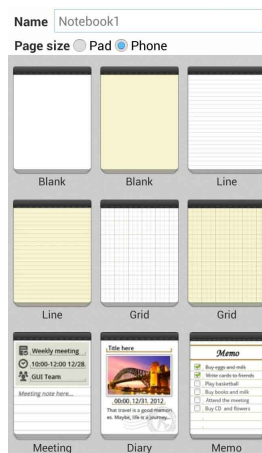 Name Notebook1
Page size Pad Phone
Blank Blank Line
Line Grid Grid
Weekly meeting
10:00-12:00 12/28
GUI Team
Meeting note here...
Title here
00:00, 12/31, 2012
That travel is a good memori
es. Maybe, life is a journey..
Memo
Buy eggs and milk
Write cards to friends
Play basketball
Buy books and milk
Attend the meeting
Buy CD and flowers
Meeting Diary Memo